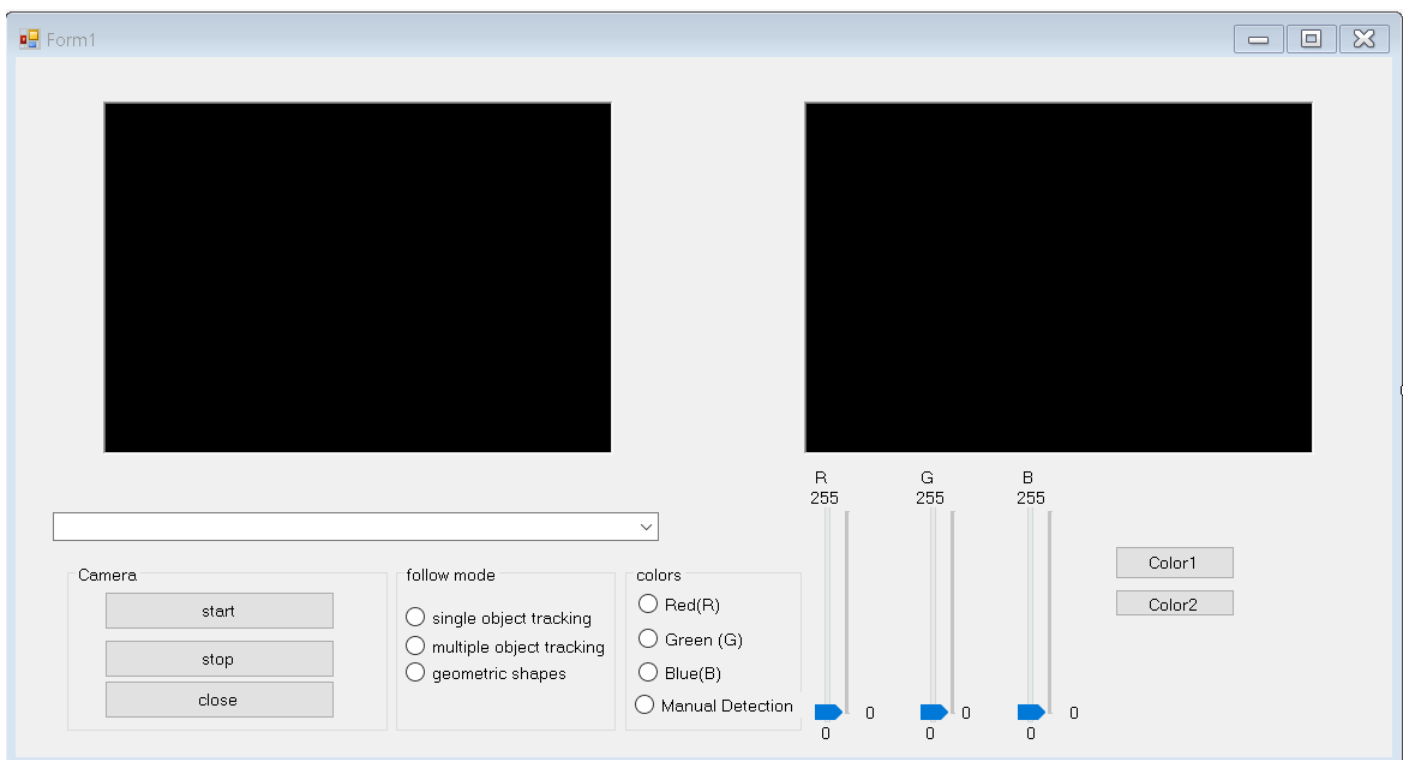 Form1
R G B
255 255 255
Camera
start
stop
close
follow mode
single object tracking
multiple object tracking
geometric shapes
colors
Red(R)
Green (G)
Blue(B)
Manual Detection
0 0 0
0 0 0
Color1
Color2